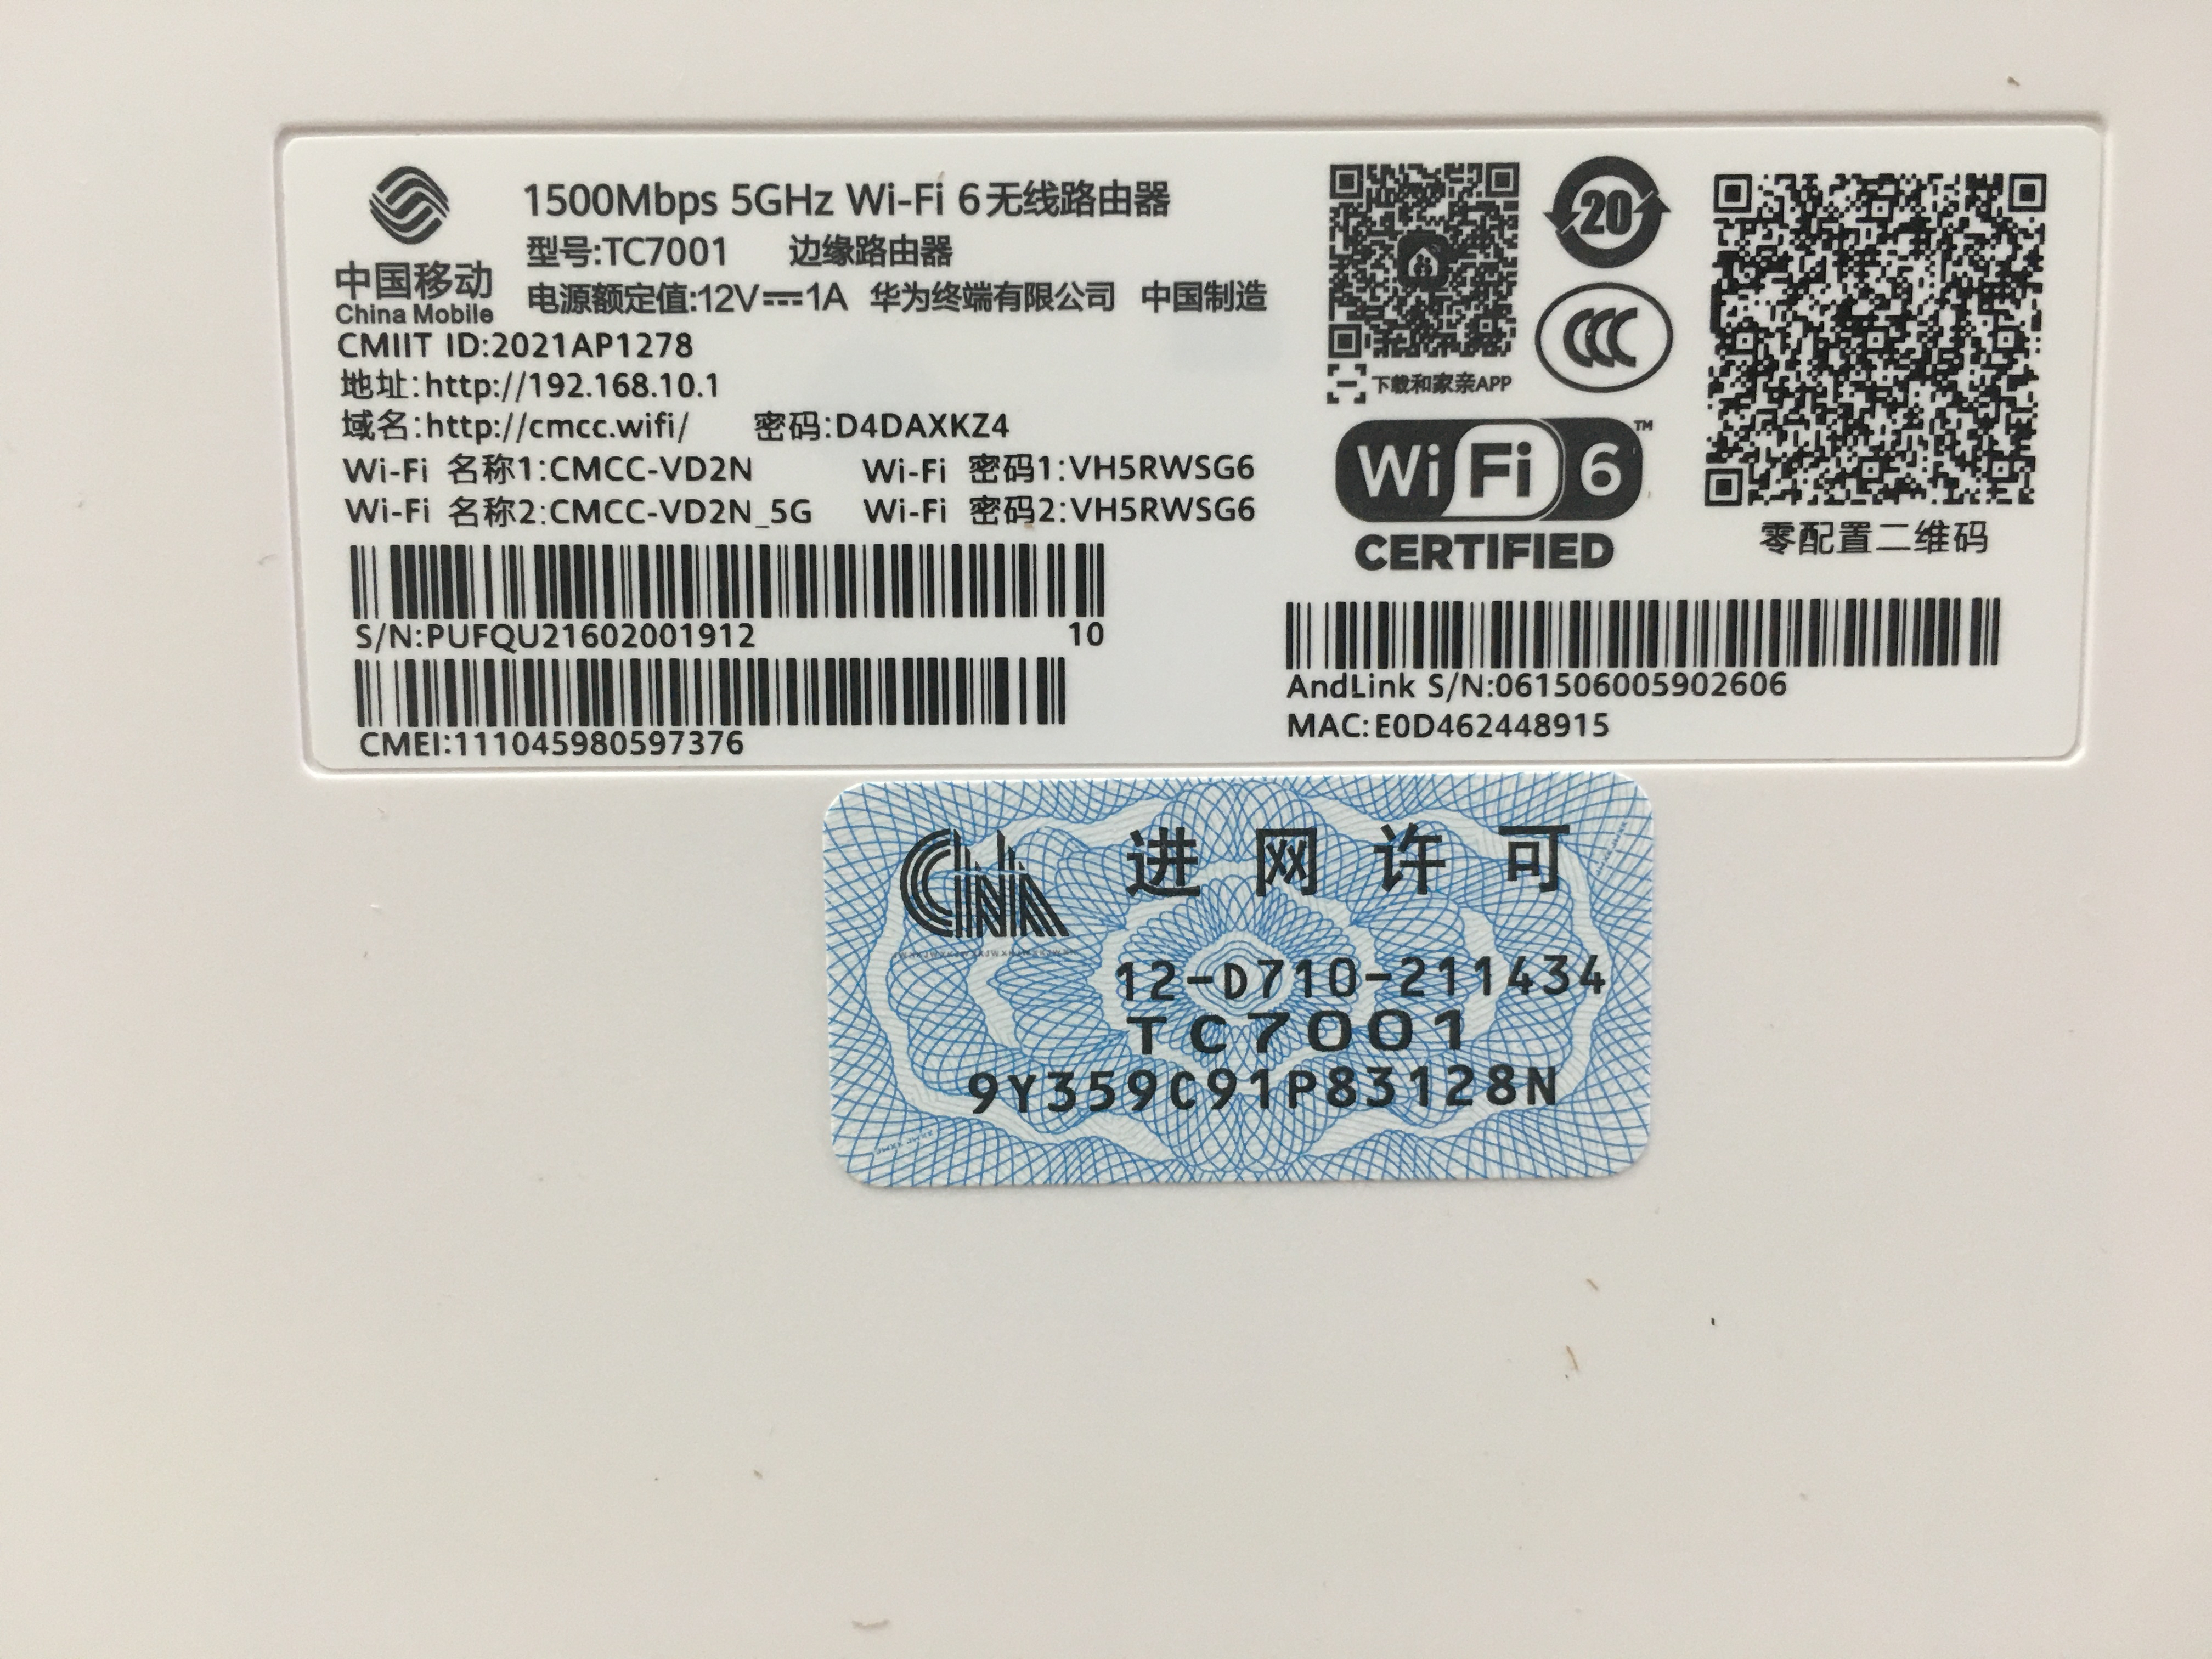 中国移动
China Mobile
1500Mbps 5GHz Wi-Fi 6无线路由器
型号:TC7001 边缘路由器
电源额定值:12V⎓1A 华为终端有限公司 中国制造
CMIIT ID:2021AP1278
地址:http://192.168.10.1
域名:http://cmcc.wifi/ 密码:D4DAXKZ4
Wi-Fi 名称1:CMCC-VD2N Wi-Fi 密码1:VH5RWSG6
Wi-Fi 名称2:CMCC-VD2N_5G Wi-Fi 密码2:VH5RWSG6
S/N:PUFQU21602001912 10
CMEI:111045980597376
下载和家亲APP
20
CCC
WiFi 6™
CERTIFIED
零配置二维码
AndLink S/N:061506005902606
MAC:E0D462448915
CNA 进网许可
12-D710-211434
TC7001
9Y359C91P83128N